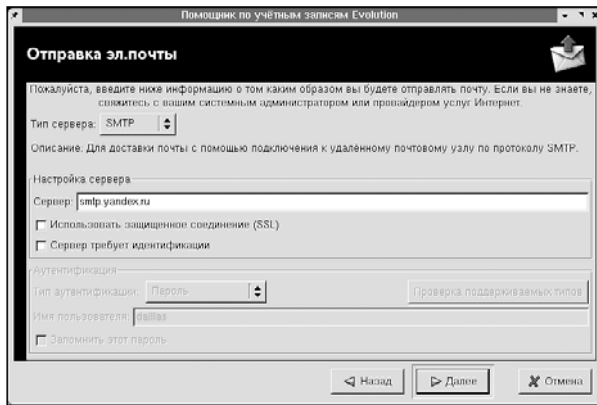 Помощник по учётным записям Evolution
Отправка эл.почты
Пожалуйста, введите ниже информацию о том каким образом вы будете отправлять почту. Если вы не знаете,
свяжитесь с вашим системным администратором или провайдером услуг Интернет.
Тип сервера: SMTP
Описание: Для доставки почты с помощью подключения к удалённому почтовому узлу по протоколу SMTP.
Настройка сервера
Сервер: smtp.yandex.ru
Использовать защищенное соединение (SSL)
Сервер требует идентификации
Аутентификация
Тип аутентификации: Пароль Проверка поддерживаемых типов
Имя пользователя:
Запомнить этот пароль
Назад Далее Отмена